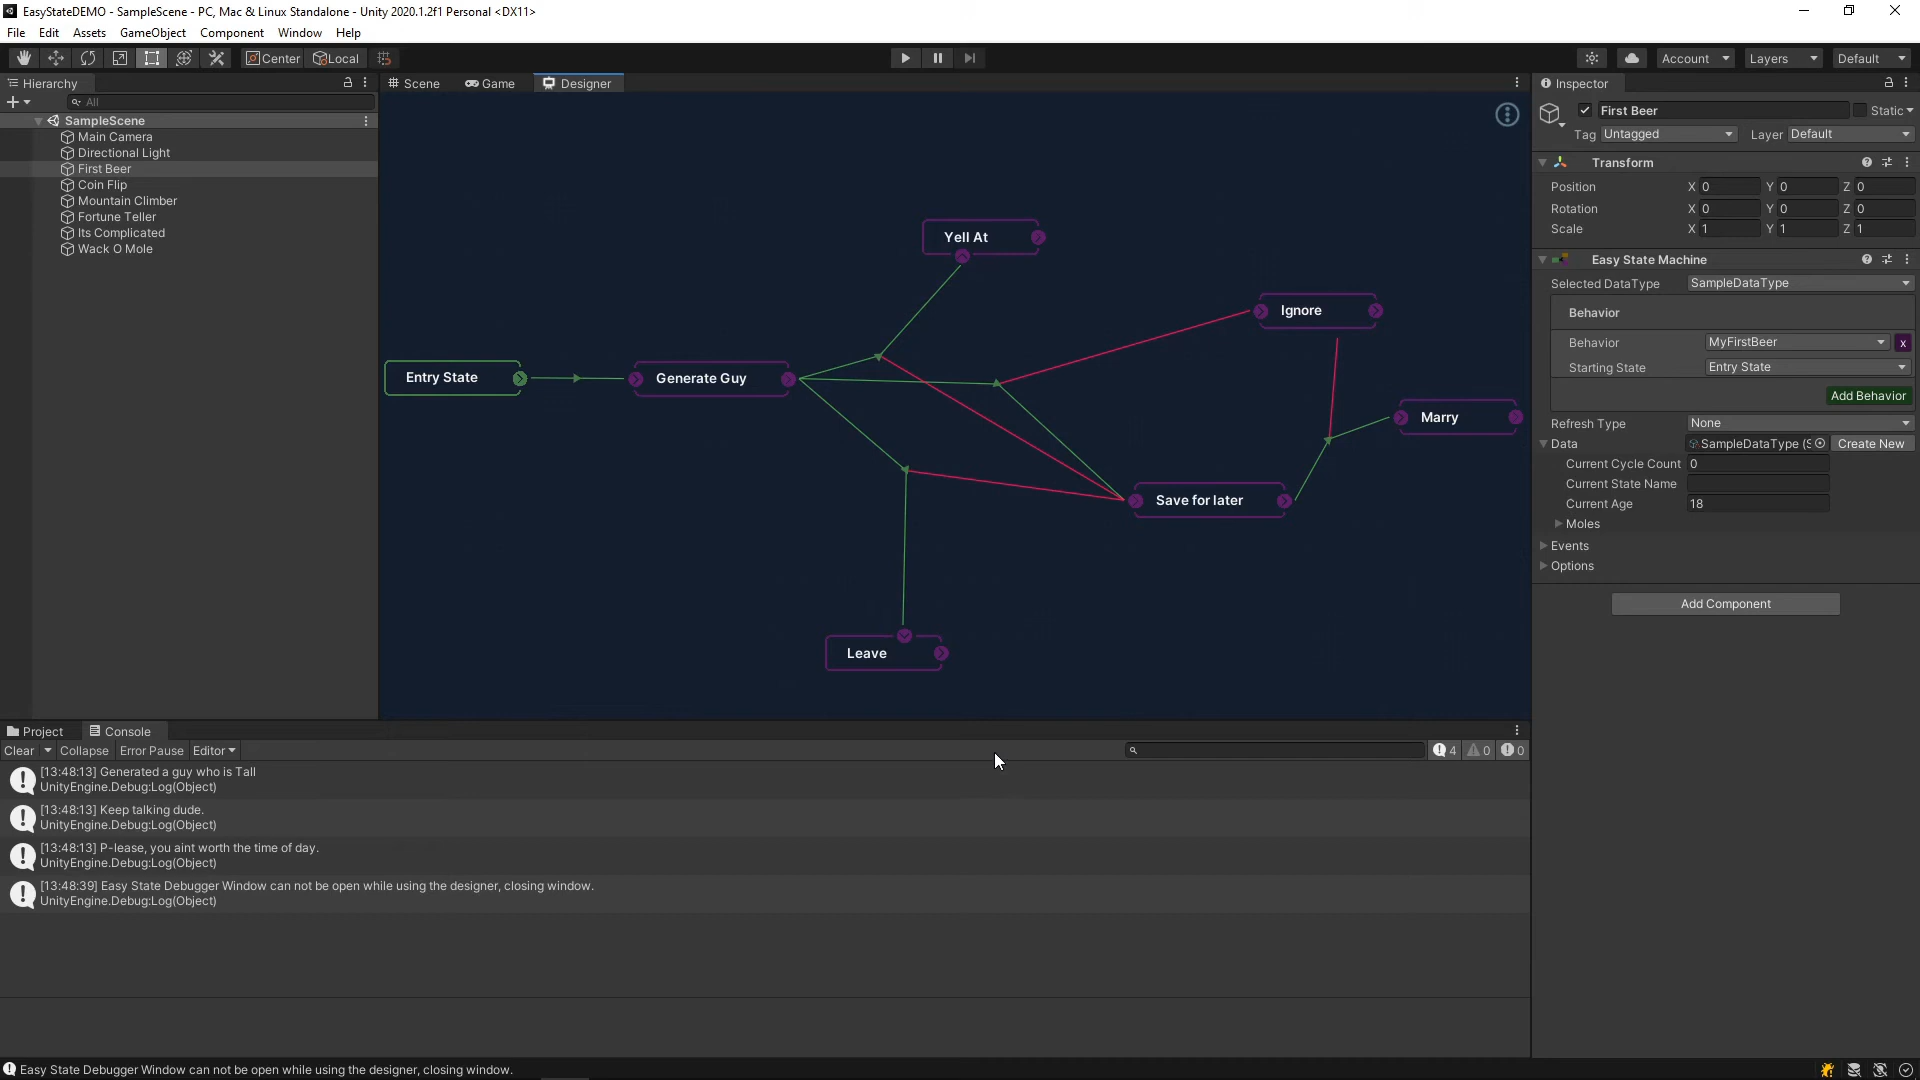 EasyStateDEMO - SampleScene - PC, Mac & Linux Standalone - Unity 2020.1.2f1 Personal <DX11>
File Edit Assets GameObject Component Window Help
Center Local Account Layers Default
Hierarchy
All
SampleScene
Main Camera
Directional Light
First Beer
Coin Flip
Mountain Climber
Fortune Teller
Its Complicated
Wack O Mole
Scene Game Designer
Yell At
Ignore
Entry State
Generate Guy
Marry
Save for later
Leave
Inspector
First Beer Static
Tag Untagged Layer Default
Transform
Position X 0 Y 0 Z 0
Rotation X 0 Y 0 Z 0
Scale X 1 Y 1 Z 1
Easy State Machine
Selected DataType SampleDataType
Behavior
Behavior MyFirstBeer x
Starting State Entry State
Add Behavior
Refresh Type None
Data SampleDataType (S Create New
Current Cycle Count 0
Current State Name
Current Age 18
Moles
Events
Options
Add Component
Project Console
Clear Collapse Error Pause Editor 4 0 0
[13:48:13] Generated a guy who is Tall
UnityEngine.Debug:Log(Object)
[13:48:13] Keep talking dude.
UnityEngine.Debug:Log(Object)
[13:48:13] P-lease, you aint worth the time of day.
UnityEngine.Debug:Log(Object)
[13:48:39] Easy State Debugger Window can not be open while using the designer, closing window.
UnityEngine.Debug:Log(Object)
Easy State Debugger Window can not be open while using the designer, closing window.